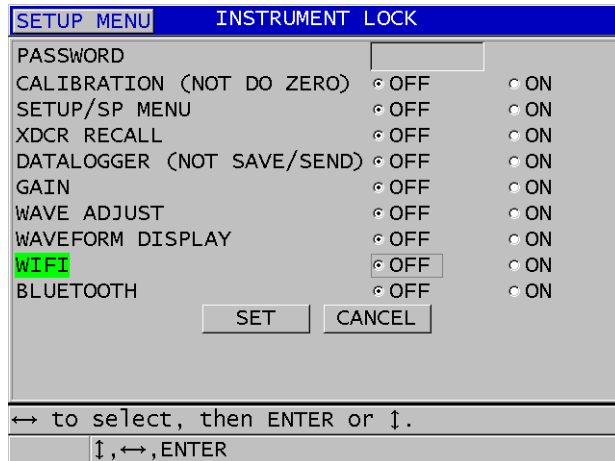 SETUP MENU INSTRUMENT LOCK
PASSWORD
CALIBRATION (NOT DO ZERO) OFF ON
SETUP/SP MENU OFF ON
XDCR RECALL OFF ON
DATALOGGER (NOT SAVE/SEND) OFF ON
GAIN OFF ON
WAVE ADJUST OFF ON
WAVEFORM DISPLAY OFF ON
WIFI OFF ON
BLUETOOTH OFF ON
SET CANCEL
↔ to select, then ENTER or ↕.
↕,↔,ENTER